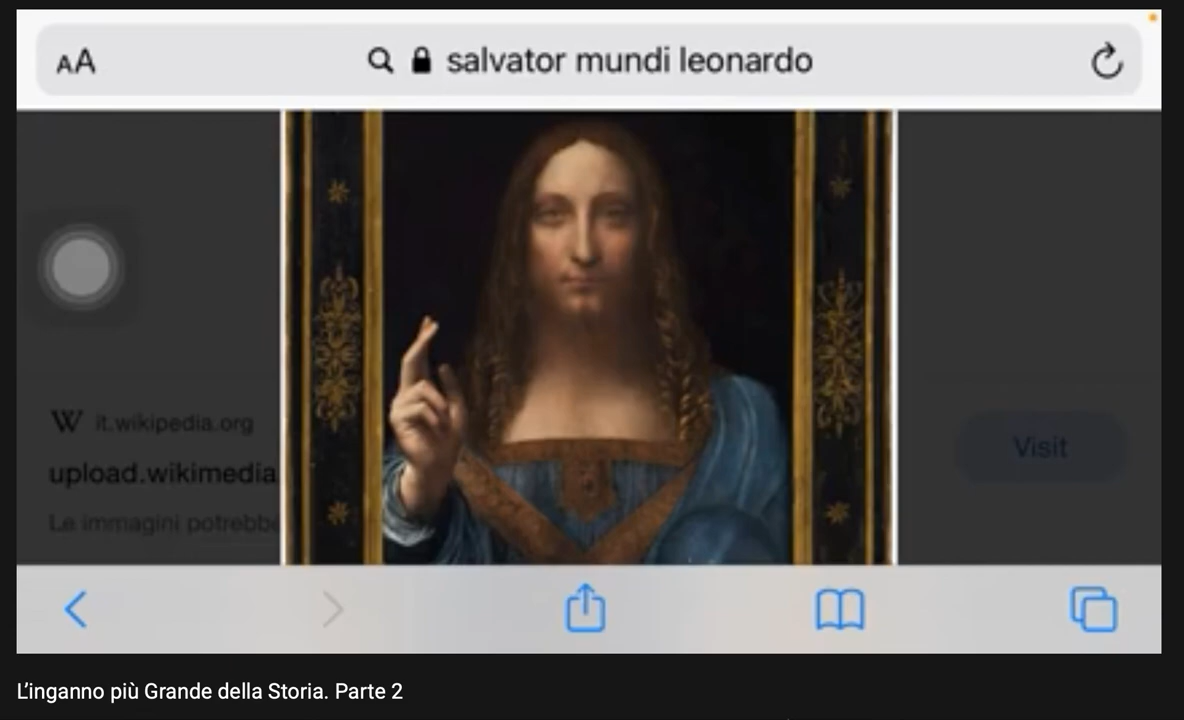 AA
salvator mundi leonardo
W it.wikipedia.org
upload.wikimedia
Le immagini potrebbe
Visit
L'inganno più Grande della Storia. Parte 2